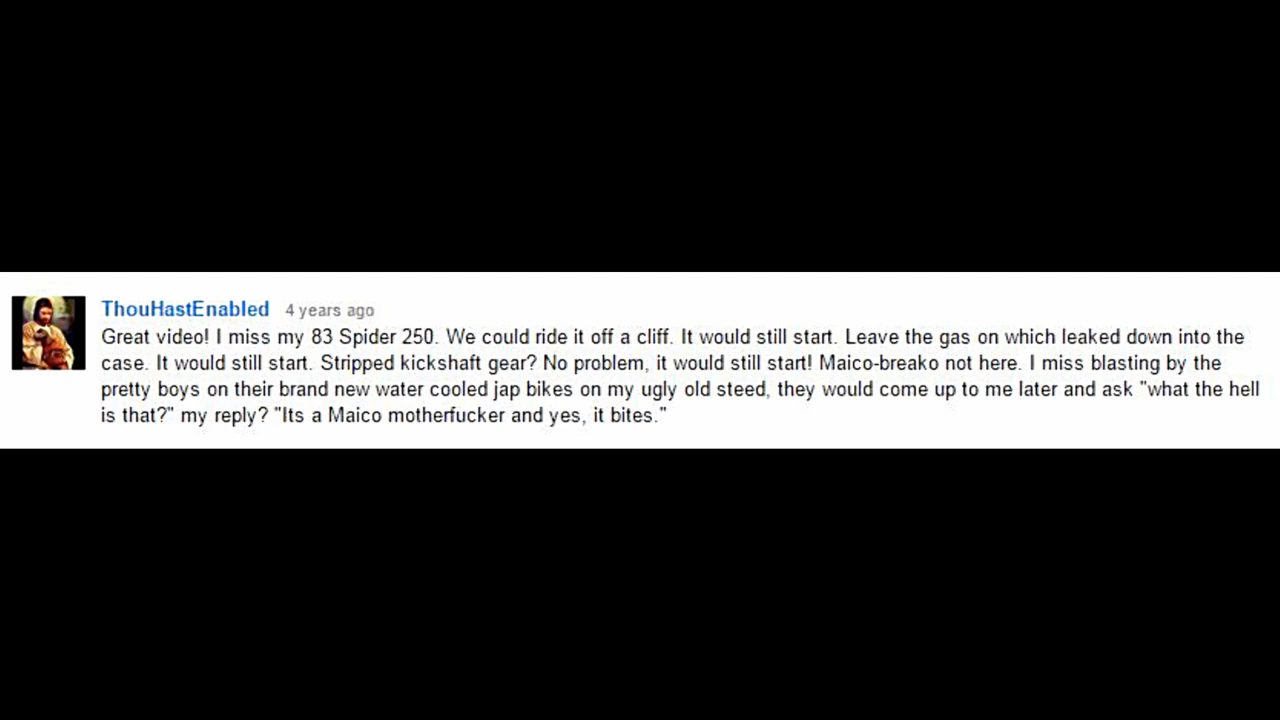 ThouHastEnabled 4 years ago
Great video! I miss my 83 Spider 250. We could ride it off a cliff. It would still start. Leave the gas on which leaked down into the
case. It would still start. Stripped kickshaft gear? No problem, it would still start! Maico-breako not here. I miss blasting by the
pretty boys on their brand new water cooled jap bikes on my ugly old steed, they would come up to me later and ask "what the hell
is that?" my reply? "Its a Maico motherfucker and yes, it bites."